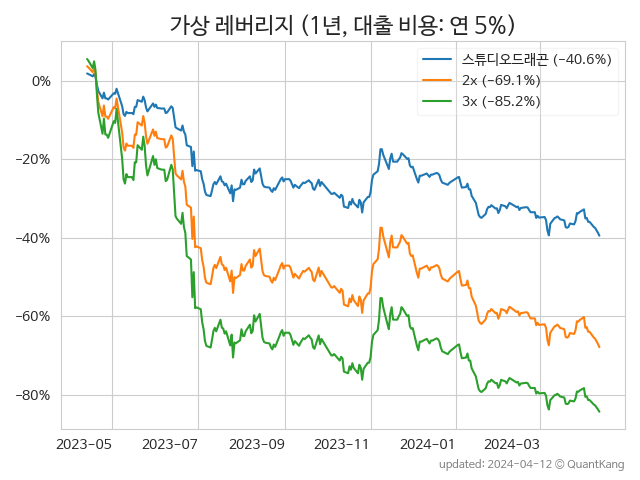 가상 레버리지 (1년, 대출 비용: 연 5%)
스튜디오드래곤 (−40.6%)
2x (−69.1%)
3x (−85.2%)
0%
−20%
−40%
−60%
−80%
2023-05 2023-07 2023-09 2023-11 2024-01 2024-03
updated: 2024-04-12 © QuantKang